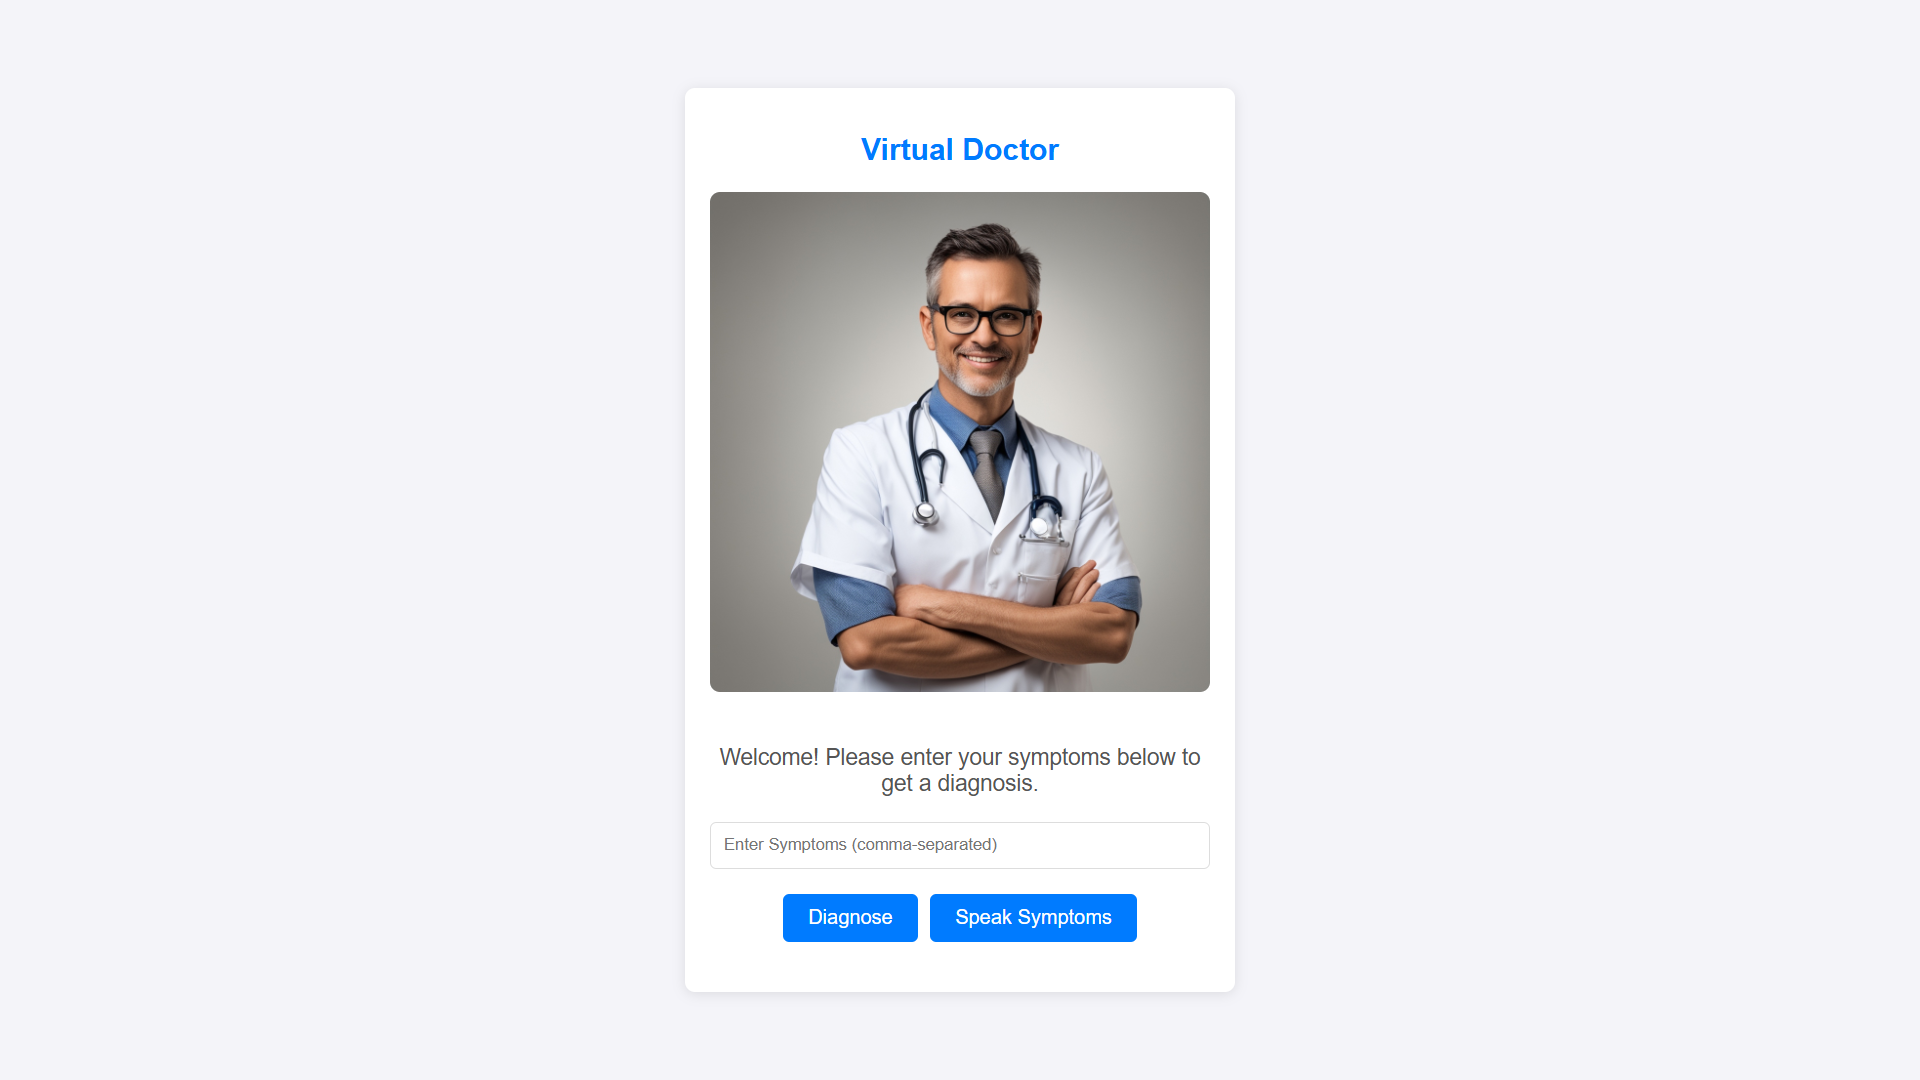 Virtual Doctor
Welcome! Please enter your symptoms below to
get a diagnosis.
Enter Symptoms (comma-separated)
Diagnose
Speak Symptoms